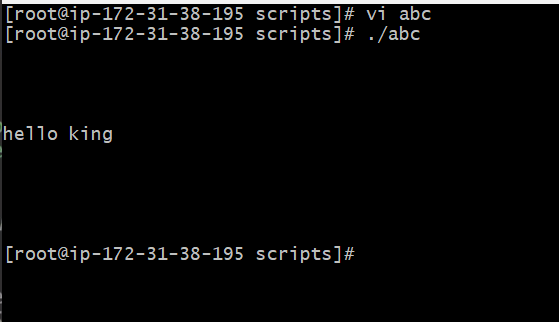 [root@ip-172-31-38-195 scripts]# vi abc
[root@ip-172-31-38-195 scripts]# ./abc
hello king
[root@ip-172-31-38-195 scripts]#